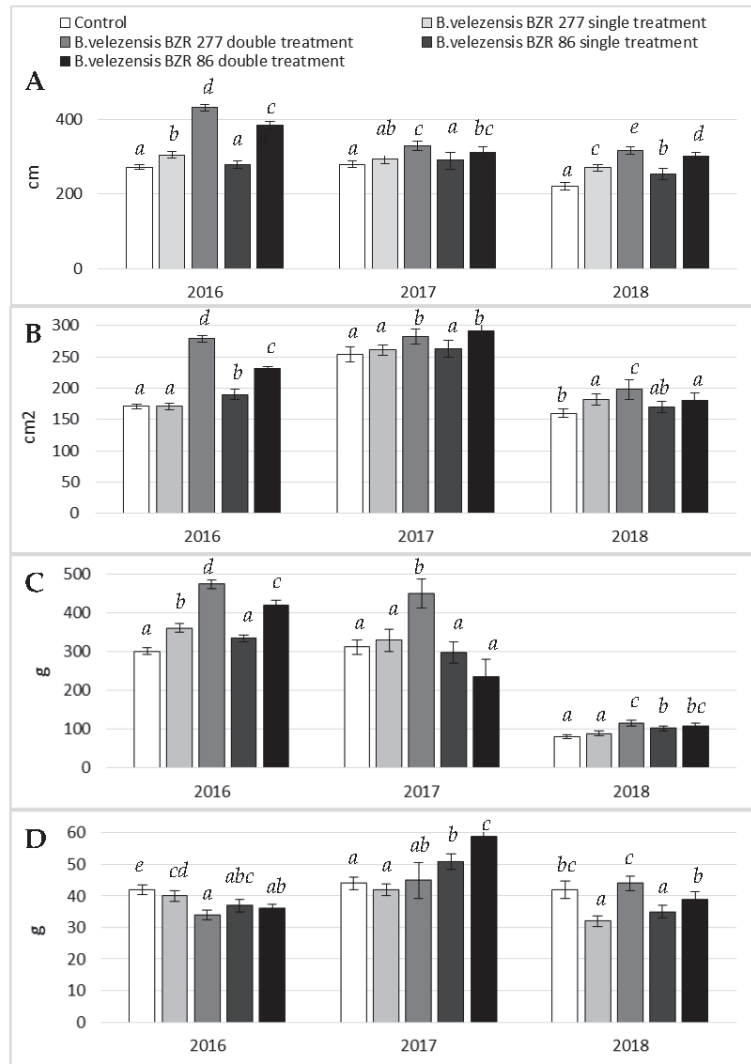 Control B.velezensis BZR 277 single treatment
B.velezensis BZR 277 double treatment B.velezensis BZR 86 single treatment
B.velezensis BZR 86 double treatment
A
cm
400
200
0
a b d a c
a ab c a bc
a c e b d
2016 2017 2018
B
cm2
300
250
200
150
100
50
0
a a d b c
a a b a b
b a c ab a
2016 2017 2018
C
g
500
400
300
200
100
0
a b d a c
a a b a a
a a c b bc
2016 2017 2018
D
g
60
50
40
30
20
10
0
e cd a abc ab
a a ab b c
bc a c a b
2016 2017 2018